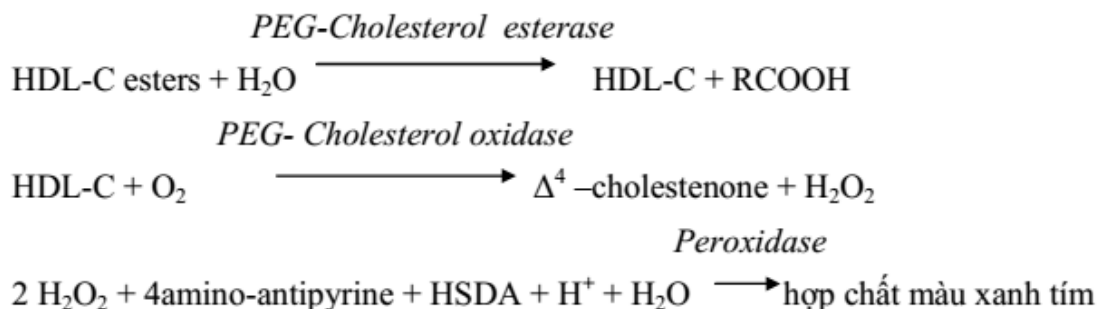 PEG-Cholesterol esterase
HDL-C esters + H₂O ⟶ HDL-C + RCOOH
PEG- Cholesterol oxidase
HDL-C + O₂ ⟶ Δ⁴ –cholestenone + H₂O₂
Peroxidase
2 H₂O₂ + 4amino-antipyrine + HSDA + H⁺ + H₂O ⟶ hợp chất màu xanh tím